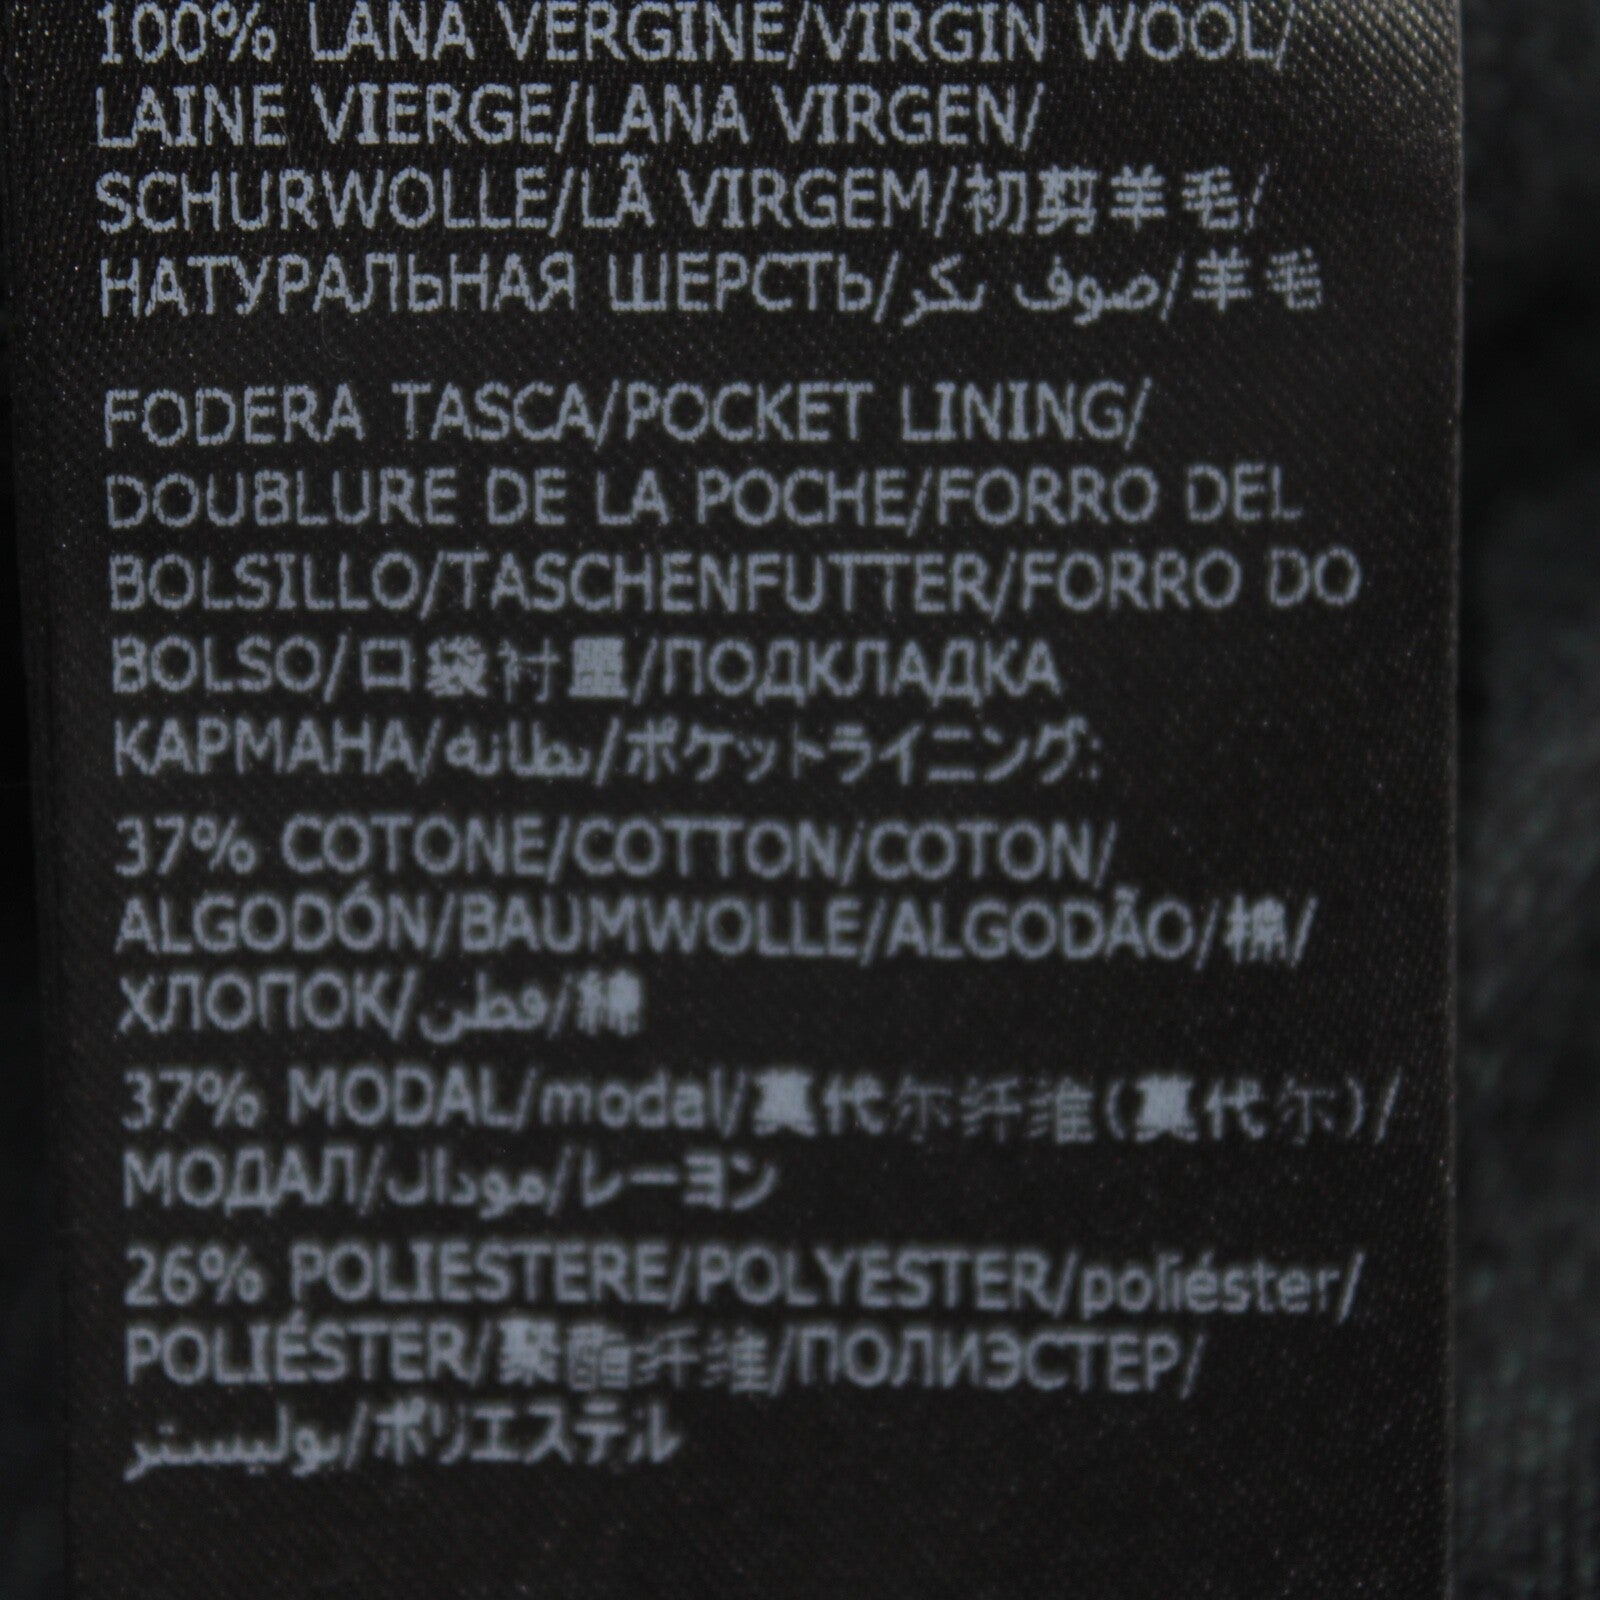 100% LANA VERGINE/VIRGIN WOOL/
LAINE VIERGE/LANA VIRGEN/
SCHURWOLLE/LÃ VIRGEM/初剪羊毛/
НАТУРАЛЬНАЯ ШЕРСТЬ/صوف بكر/羊毛
FODERA TASCA/POCKET LINING/
DOUBLURE DE LA POCHE/FORRO DEL
BOLSILLO/TASCHENFUTTER/FORRO DO
BOLSO/口袋衬里/ПОДКЛАДКА
КАРМАНА/بطانة/ポケットライニング:
37% COTONE/COTTON/COTON/
ALGODÓN/BAUMWOLLE/ALGODÃO/棉/
ХЛОПОК/قطن/綿
37% MODAL/modal/莫代尔纤维(莫代尔)/
МОДАЛ/مودال/レーヨン
26% POLIESTERE/POLYESTER/poliéster/
POLIÉSTER/聚酯纤维/ПОЛИЭСТЕР/
بوليستر/ポリエステル